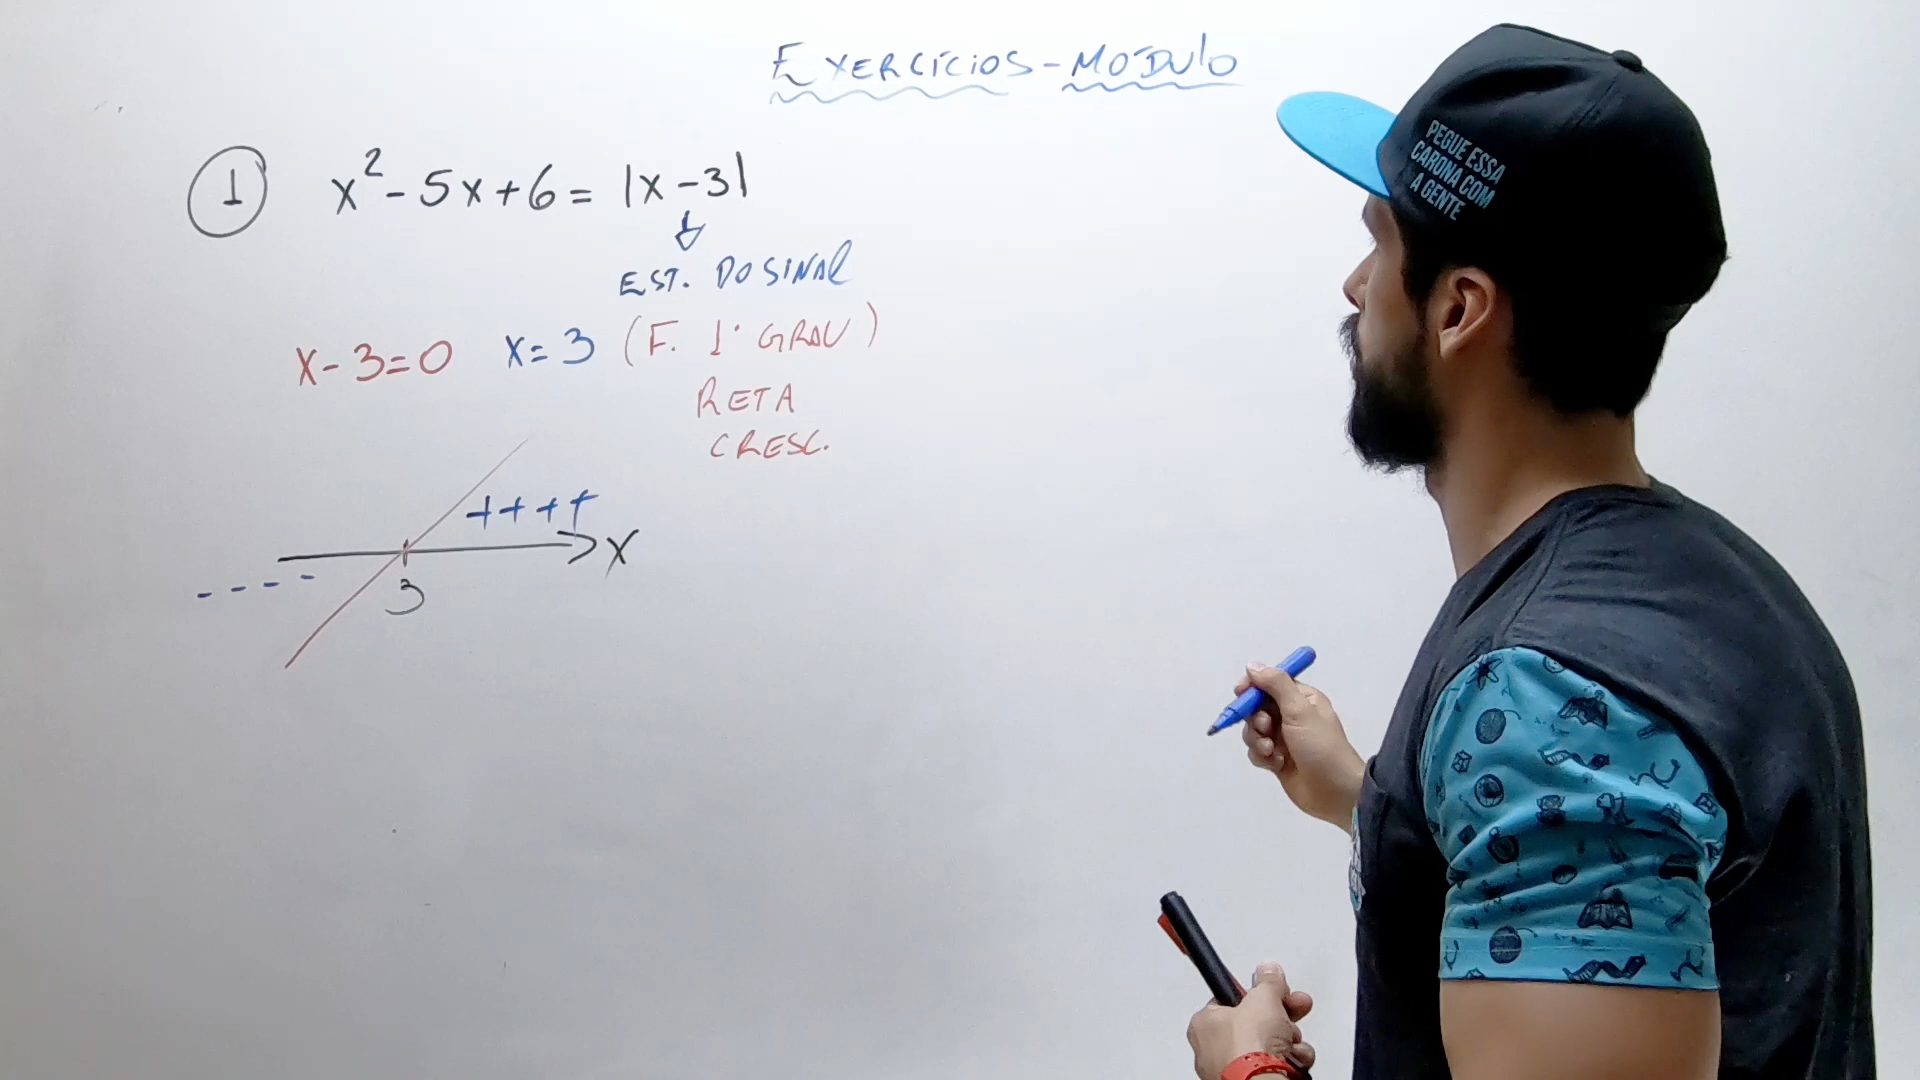 EXERCÍCIOS - MÓDULO
1 x² - 5x + 6 = |x - 3|
EST. DO SINAL
x - 3 = 0 x = 3 (F. 1° GRAU)
RETA
CRESC.
++++
x
- - - -
3
PEGUE ESSA
CARONA COM
A GENTE